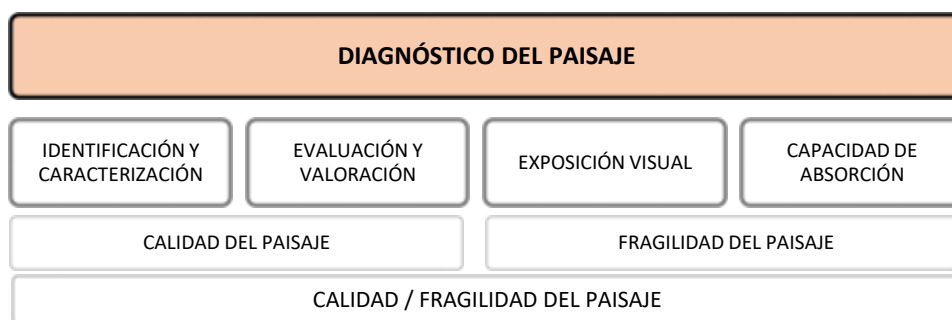 DIAGNÓSTICO DEL PAISAJE
IDENTIFICACIÓN Y
CARACTERIZACIÓN
EVALUACIÓN Y
VALORACIÓN
EXPOSICIÓN VISUAL
CAPACIDAD DE
ABSORCIÓN
CALIDAD DEL PAISAJE
FRAGILIDAD DEL PAISAJE
CALIDAD / FRAGILIDAD DEL PAISAJE